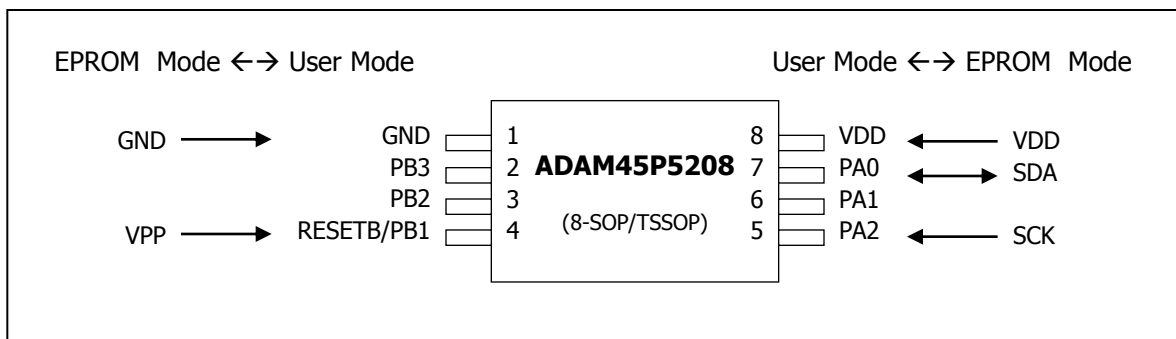 EPROM Mode ←→ User Mode
User Mode ←→ EPROM Mode
GND GND 1 8 VDD VDD
PB3 2 ADAM45P5208 7 PA0 SDA
PB2 3 6 PA1
(8-SOP/TSSOP)
VPP RESETB/PB1 4 5 PA2 SCK